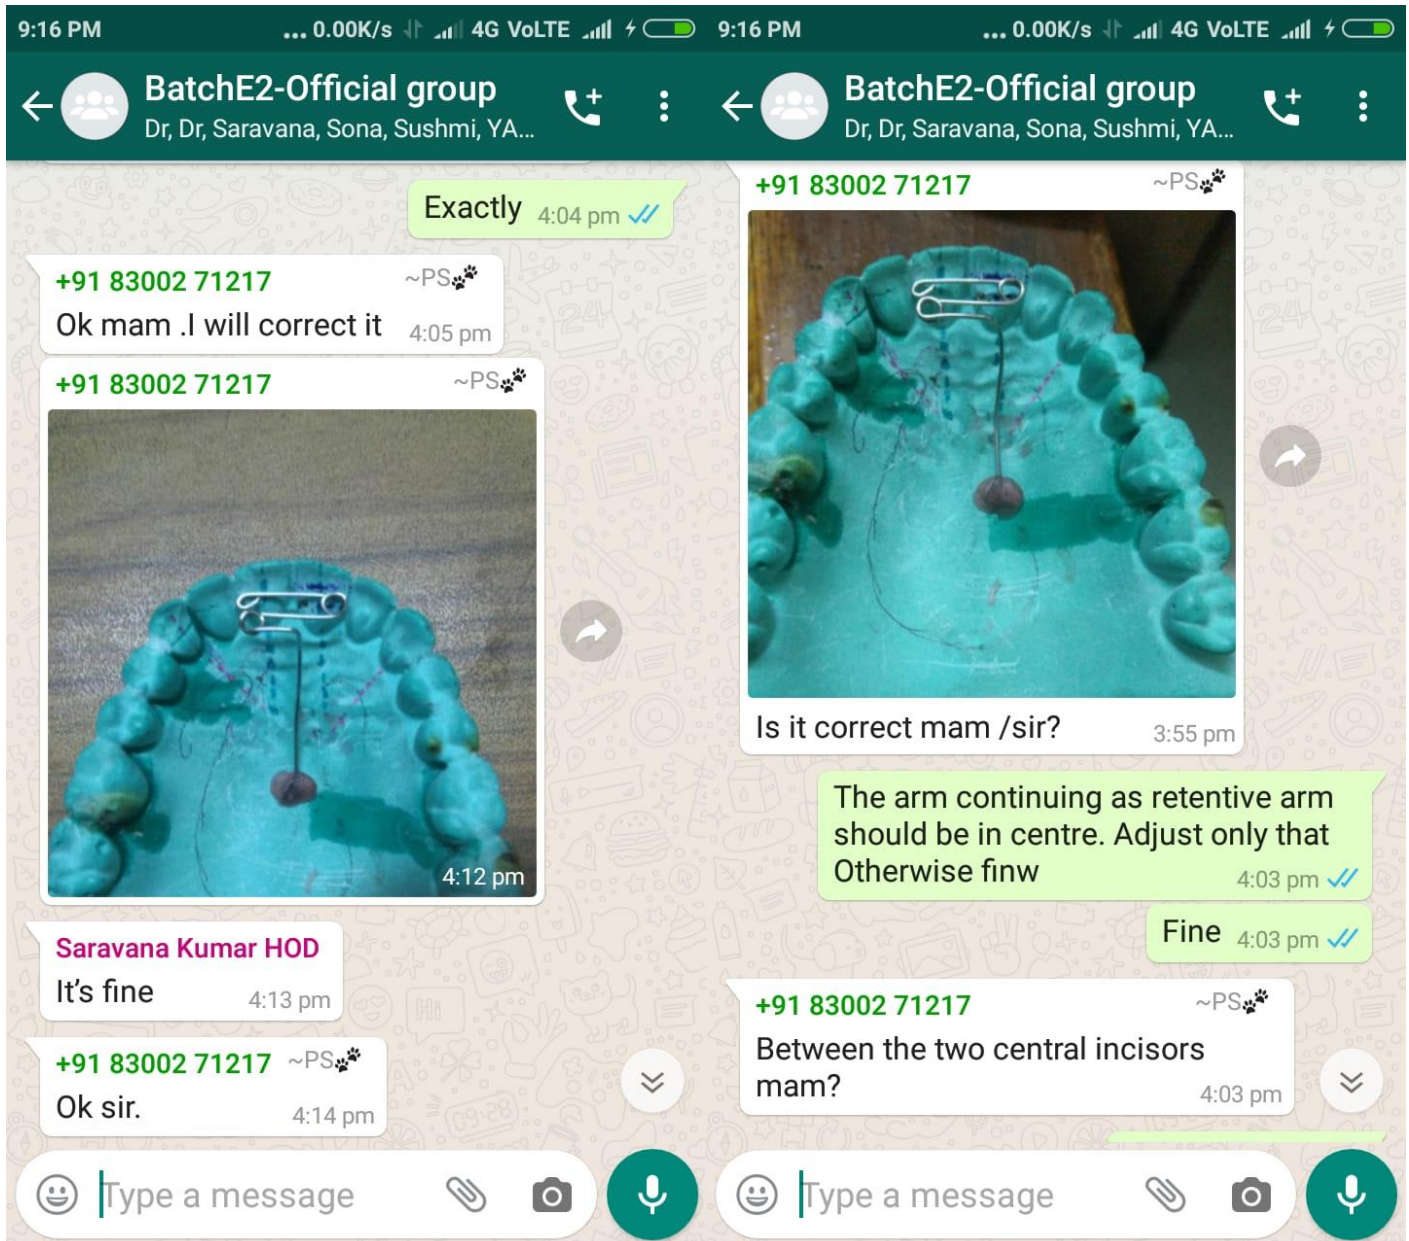 9:16 PM
... 0.00K/s 4G VoLTE
BatchE2-Official group
Dr, Dr, Saravana, Sona, Sushmi, YA...
Exactly 4:04 pm
+91 83002 71217 ~PS🐾
Ok mam .I will correct it 4:05 pm
+91 83002 71217 ~PS🐾
4:12 pm
Saravana Kumar HOD
It's fine 4:13 pm
+91 83002 71217 ~PS🐾
Ok sir. 4:14 pm
Type a message
9:16 PM
... 0.00K/s 4G VoLTE
BatchE2-Official group
Dr, Dr, Saravana, Sona, Sushmi, YA...
+91 83002 71217 ~PS🐾
Is it correct mam /sir? 3:55 pm
The arm continuing as retentive arm
should be in centre. Adjust only that
Otherwise finw 4:03 pm
Fine 4:03 pm
+91 83002 71217 ~PS🐾
Between the two central incisors
mam? 4:03 pm
Type a message